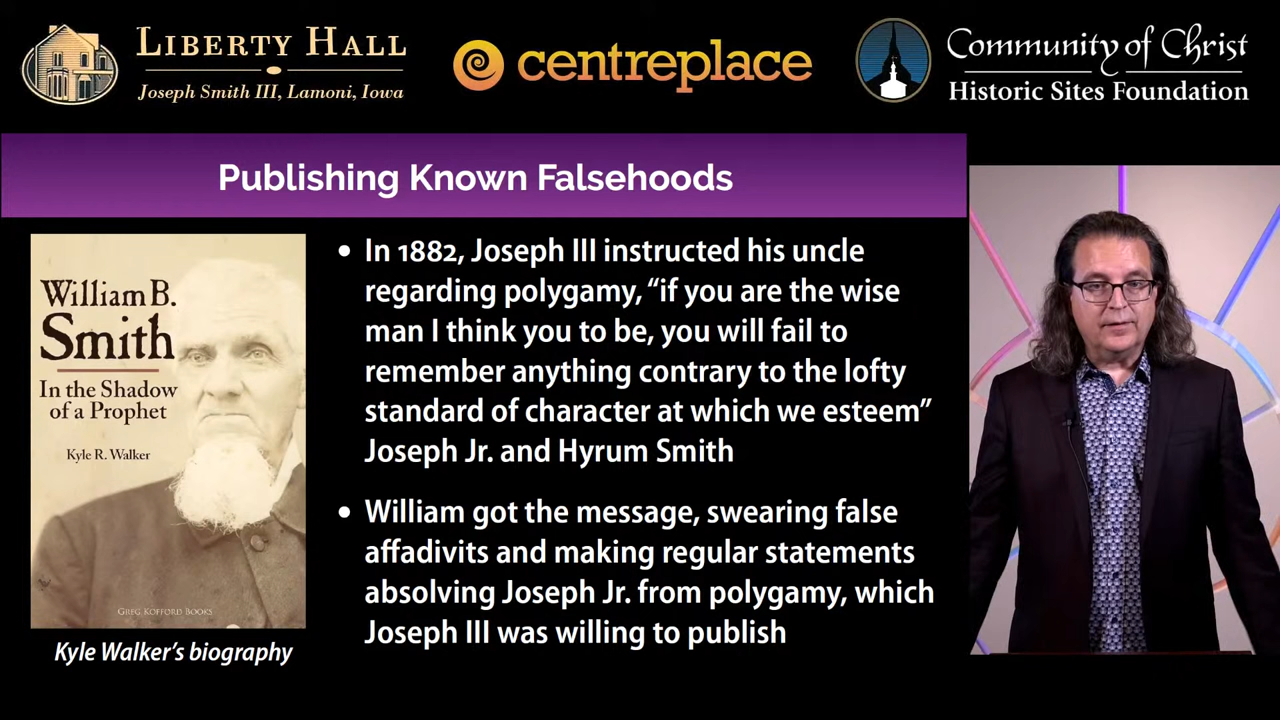 LIBERTY HALL
Joseph Smith III, Lamoni, Iowa
centreplace
Community of Christ
Historic Sites Foundation
Publishing Known Falsehoods
William B.
Smith
In the Shadow
of a Prophet
Kyle R. Walker
GREG KOFFORD BOOKS
Kyle Walker's biography
• In 1882, Joseph III instructed his uncle
regarding polygamy, “if you are the wise
man I think you to be, you will fail to
remember anything contrary to the lofty
standard of character at which we esteem”
Joseph Jr. and Hyrum Smith
• William got the message, swearing false
affadivits and making regular statements
absolving Joseph Jr. from polygamy, which
Joseph III was willing to publish